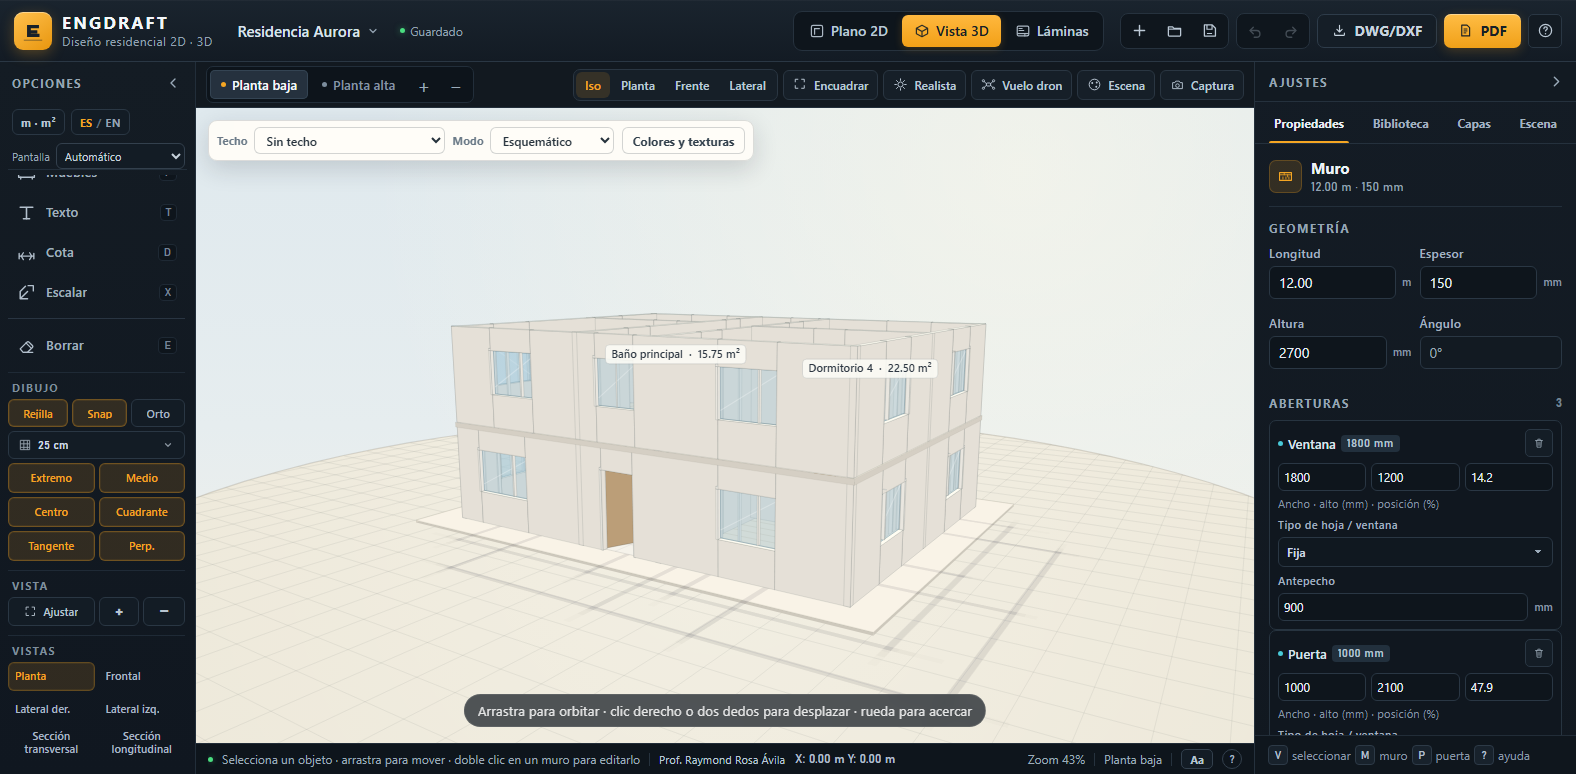 ENGDRAFT
Diseño residencial 2D · 3D
Residencia Aurora
Guardado
Plano 2D
Vista 3D
Láminas
DWG/DXF
PDF
OPCIONES
m · m²
ES / EN
Pantalla
Automático
Muebles
Texto
T
Cota
D
Escalar
X
Borrar
E
DIBUJO
Rejilla
Snap
Orto
25 cm
Extremo
Medio
Centro
Cuadrante
Tangente
Perp.
VISTA
Ajustar
+
−
VISTAS
Planta
Frontal
Lateral der.
Lateral izq.
Sección transversal
Sección longitudinal
Planta baja
Planta alta
+
−
Iso
Planta
Frente
Lateral
Encuadrar
Realista
Vuelo dron
Escena
Captura
Techo
Sin techo
Modo
Esquemático
Colores y texturas
Baño principal · 15.75 m²
Dormitorio 4 · 22.50 m²
Arrastra para orbitar · clic derecho o dos dedos para desplazar · rueda para acercar
Selecciona un objeto · arrastra para mover · doble clic en un muro para editarlo
Prof. Raymond Rosa Ávila
X: 0.00 m Y: 0.00 m
Zoom 43%
Planta baja
Aa
?
AJUSTES
Propiedades
Biblioteca
Capas
Escena
Muro
12.00 m · 150 mm
GEOMETRÍA
Longitud
Espesor
12.00 m
150 mm
Altura
Ángulo
2700 mm
0°
ABERTURAS
3
Ventana
1800 mm
1800
1200
14.2
Ancho · alto (mm) · posición (%)
Tipo de hoja / ventana
Fija
Antepecho
900 mm
Puerta
1000 mm
1000
2100
47.9
Ancho · alto (mm) · posición (%)
Tipo de hoja / ventana
V seleccionar M muro P puerta ? ayuda